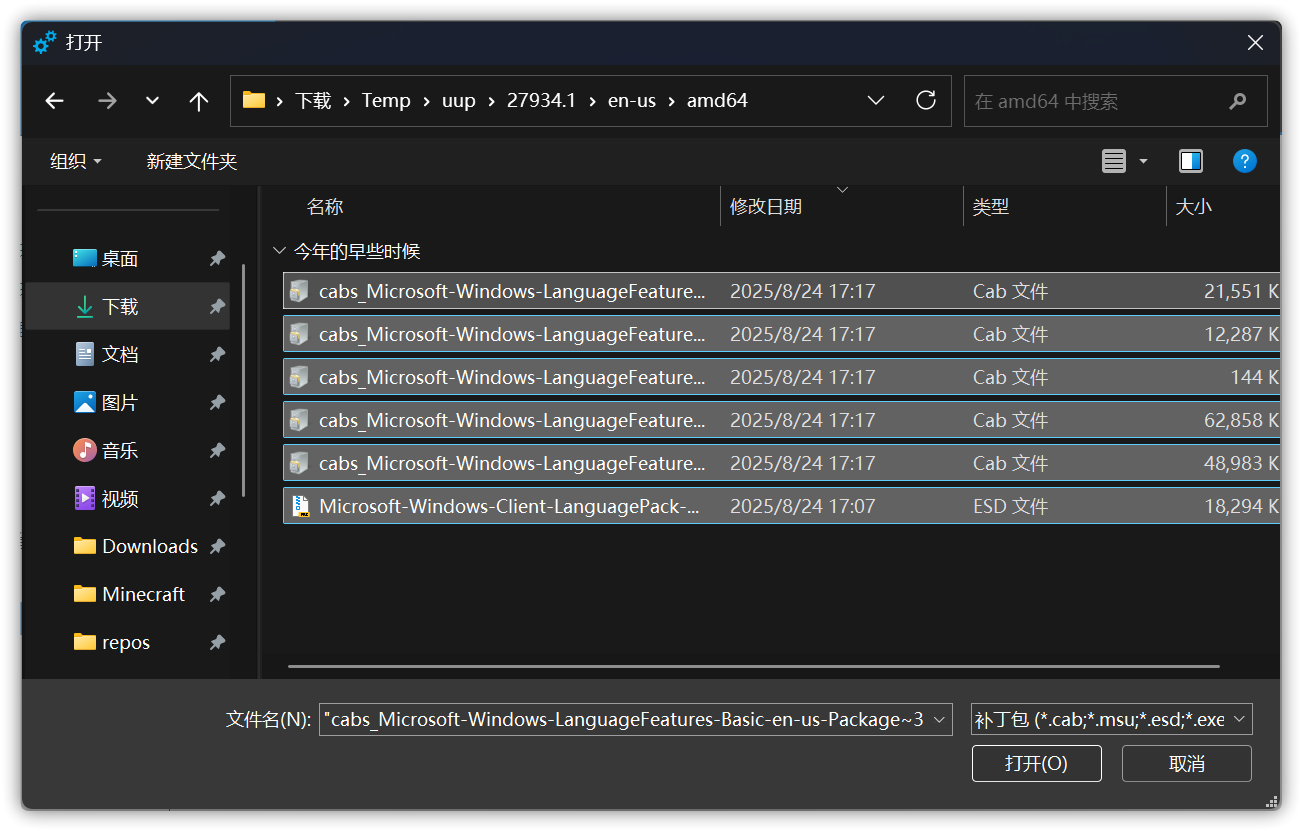 打开
下载 Temp uup 27934.1 en-us amd64
在 amd64 中搜索
组织 新建文件夹
名称 修改日期 类型 大小
今年的早些时候
cabs_Microsoft-Windows-LanguageFeature... 2025/8/24 17:17 Cab 文件 21,551 K
cabs_Microsoft-Windows-LanguageFeature... 2025/8/24 17:17 Cab 文件 12,287 K
cabs_Microsoft-Windows-LanguageFeature... 2025/8/24 17:17 Cab 文件 144 K
cabs_Microsoft-Windows-LanguageFeature... 2025/8/24 17:17 Cab 文件 62,858 K
cabs_Microsoft-Windows-LanguageFeature... 2025/8/24 17:17 Cab 文件 48,983 K
Microsoft-Windows-Client-LanguagePack-... 2025/8/24 17:07 ESD 文件 18,294 K
桌面
下载
文档
图片
音乐
视频
Downloads
Minecraft
repos
文件名(N): "cabs_Microsoft-Windows-LanguageFeatures-Basic-en-us-Package~3
补丁包 (*.cab;*.msu;*.esd;*.exe
打开(O) 取消